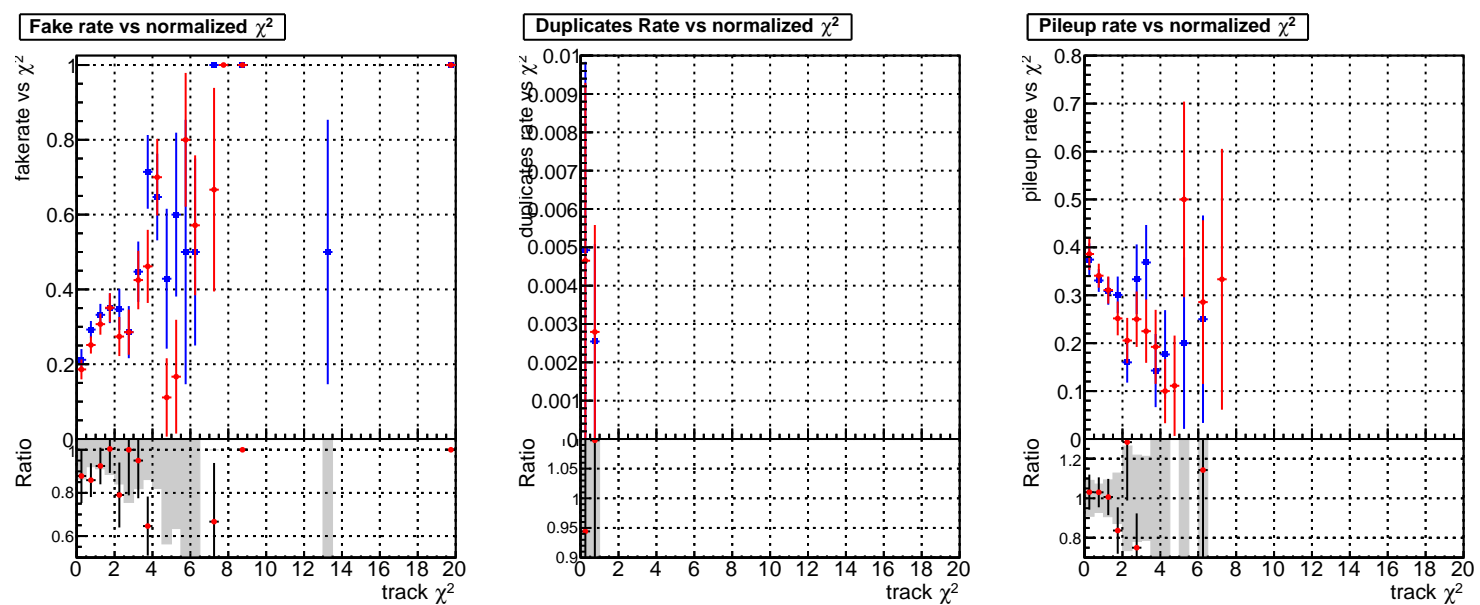 Fake rate vs normalized χ²
fakerate vs χ²
1
0.8
0.6
0.4
0.2
0
Ratio
1
0.8
0.6
0 2 4 6 8 10 12 14 16 18 20
track χ²
Duplicates Rate vs normalized χ²
duplicates rate vs χ²
0.01
0.009
0.008
0.007
0.006
0.005
0.004
0.003
0.002
0.001
0
Ratio
1.05
1
0.95
0.9
0 2 4 6 8 10 12 14 16 18 20
track χ²
Pileup rate vs normalized χ²
pileup rate vs χ²
0.8
0.7
0.6
0.5
0.4
0.3
0.2
0.1
0
Ratio
1.2
1
0.8
0 2 4 6 8 10 12 14 16 18 20
track χ²